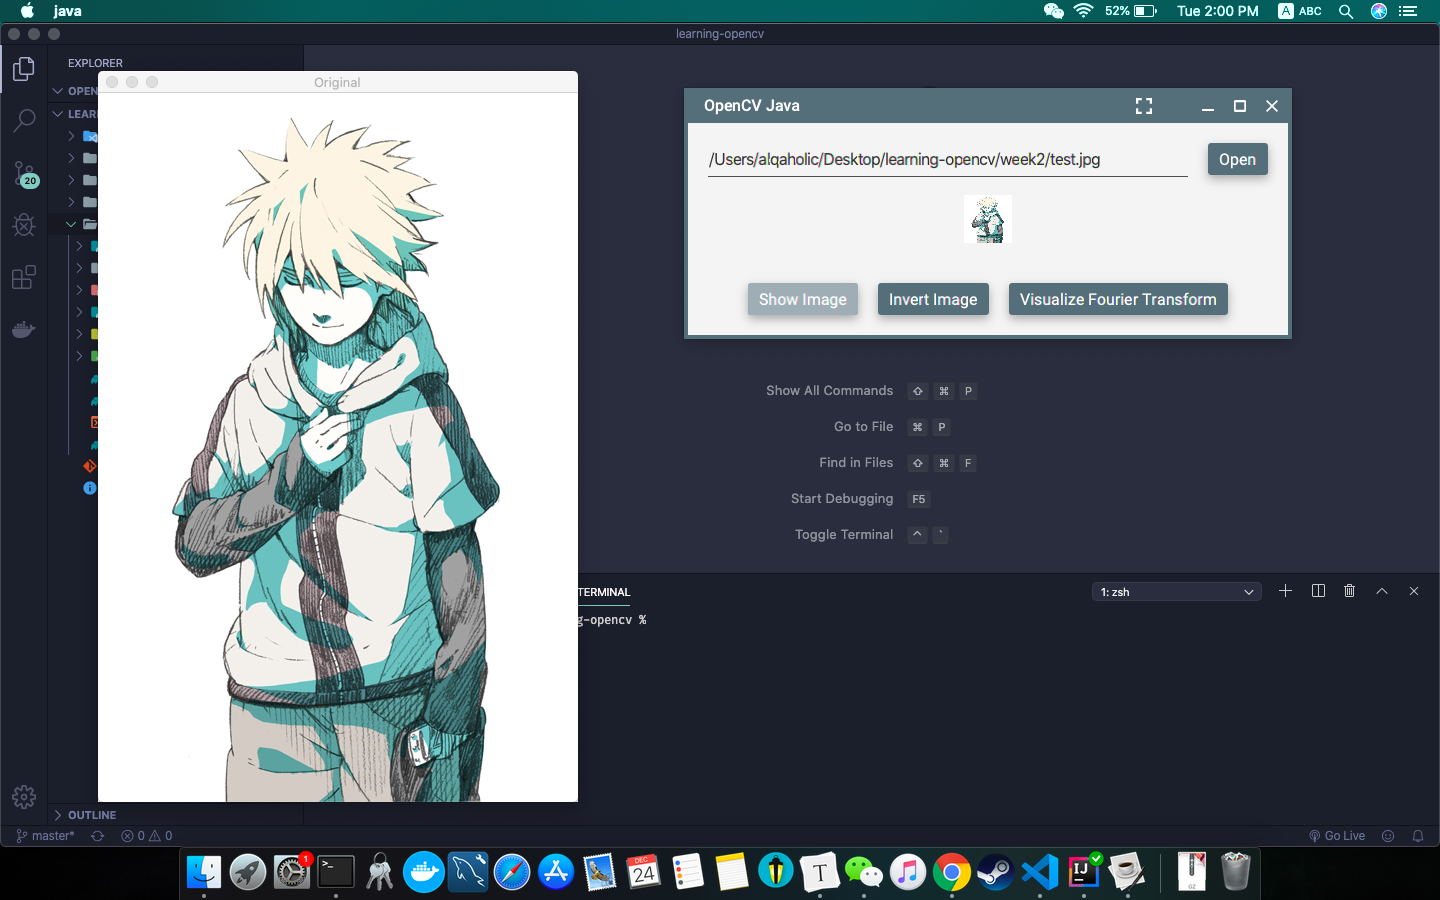 java
52%
Tue 2:00 PM
A
ABC
learning-opencv
EXPLORER
OPEN
LEARN
20
Original
OpenCV Java
/Users/alqaholic/Desktop/learning-opencv/week2/test.jpg
Open
Show Image
Invert Image
Visualize Fourier Transform
Show All Commands ⇧ ⌘ P
Go to File ⌘ P
Find in Files ⇧ ⌘ F
Start Debugging F5
Toggle Terminal ^ `
TERMINAL
1: zsh
g-opencv %
OUTLINE
master*
0
0
Go Live
1
DEC
24
T
IJ